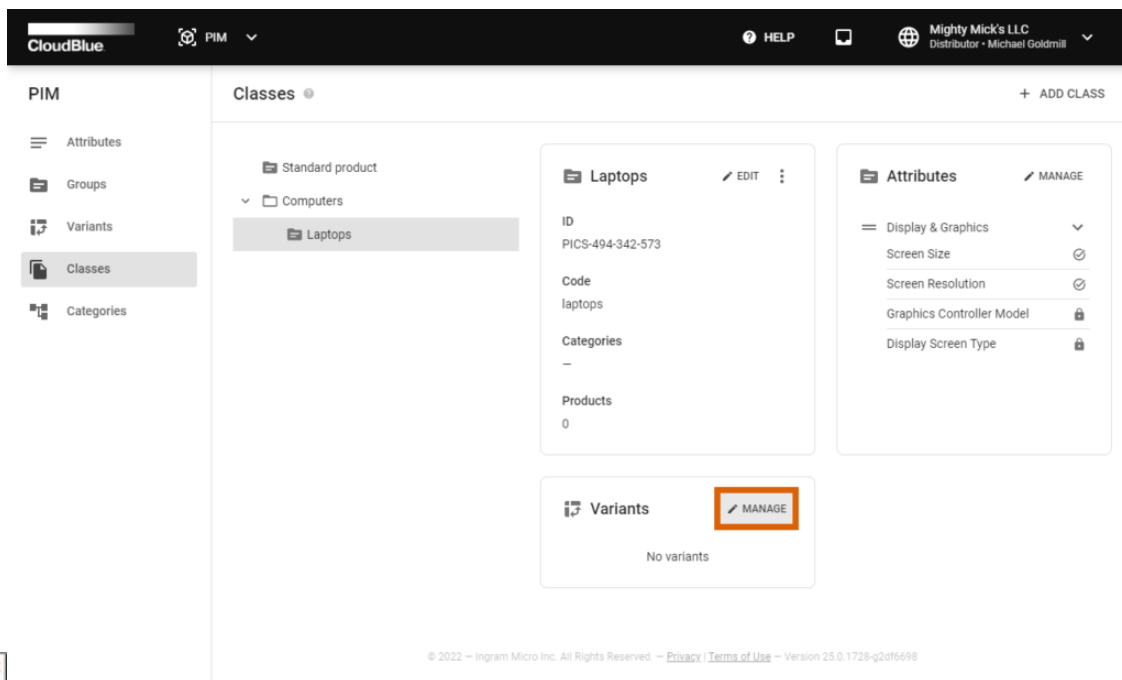 CloudBlue
PIM
HELP
Mighty Mick's LLC
Distributor • Michael Goldmill
PIM
Attributes
Groups
Variants
Classes
Categories
Classes
+ ADD CLASS
Standard product
Computers
Laptops
Laptops
EDIT
ID
PICS-494-342-573
Code
laptops
Categories
–
Products
0
Attributes
MANAGE
Display & Graphics
Screen Size
Screen Resolution
Graphics Controller Model
Display Screen Type
Variants
MANAGE
No variants
© 2022 – Ingram Micro Inc. All Rights Reserved. – Privacy | Terms of Use – Version 25.0.1728-g2df6698